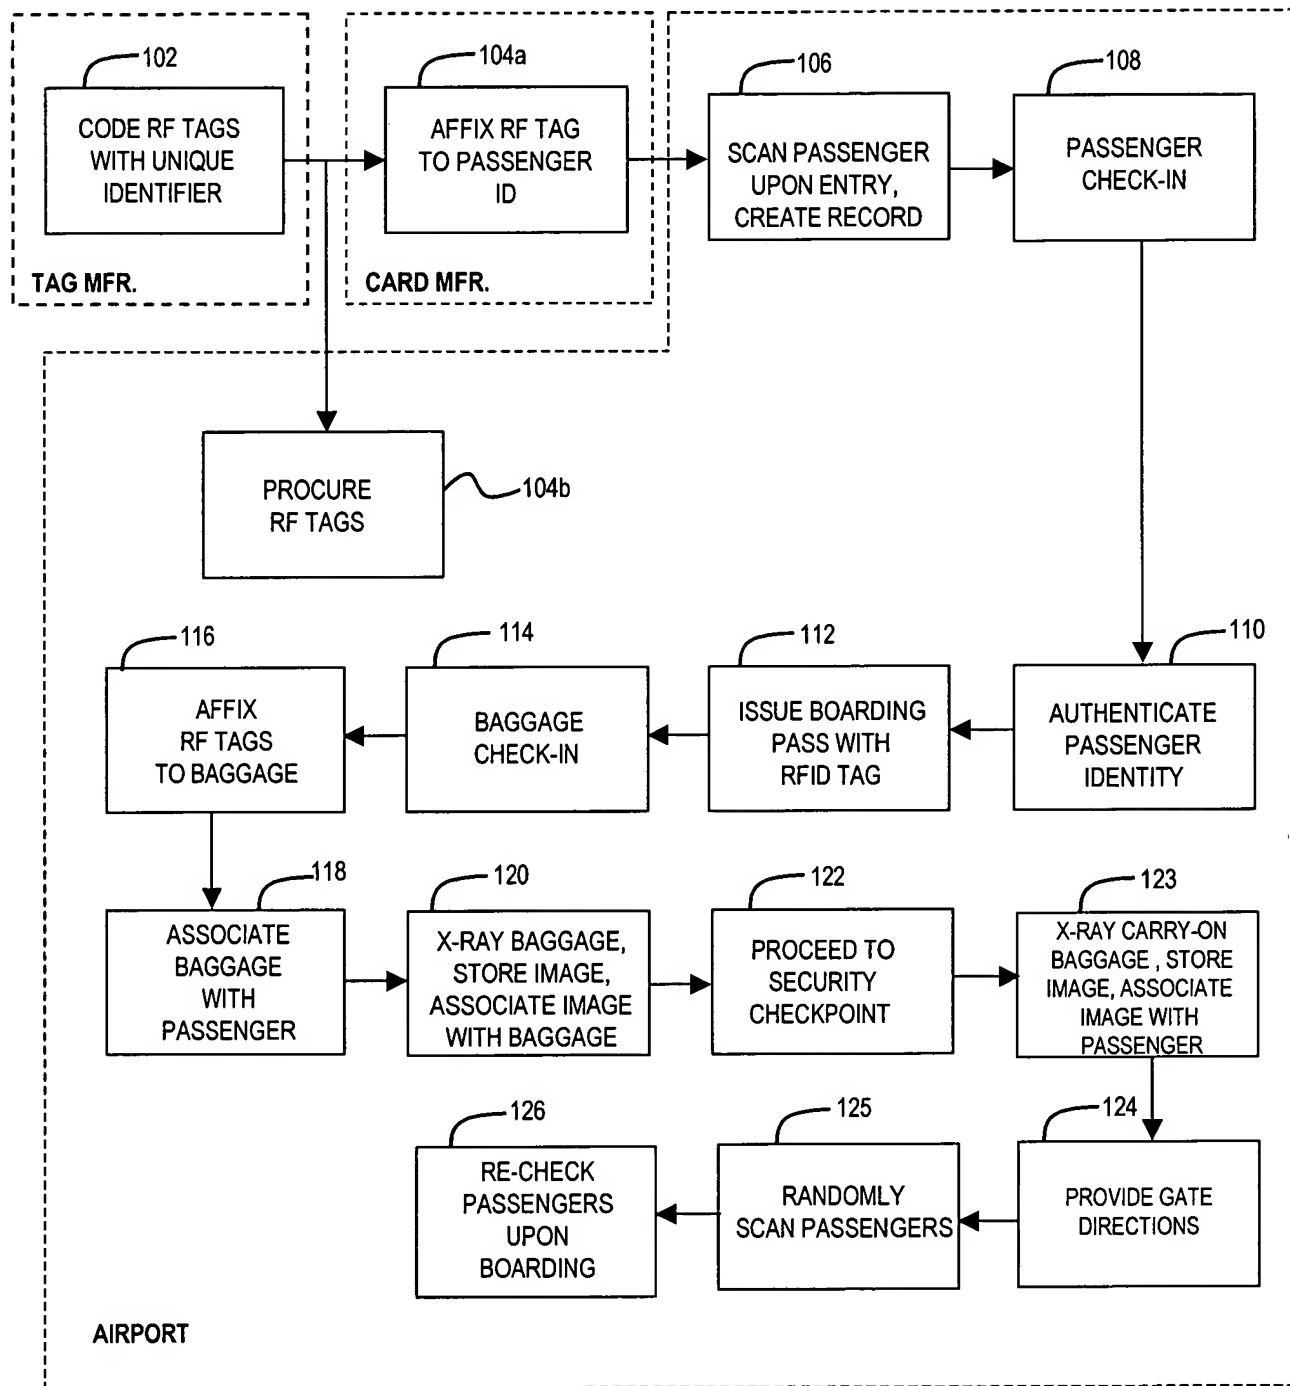 102
CODE RF TAGS
WITH UNIQUE
IDENTIFIER
TAG MFR.
104a
AFFIX RF TAG
TO PASSENGER
ID
CARD MFR.
106
SCAN PASSENGER
UPON ENTRY,
CREATE RECORD
108
PASSENGER
CHECK-IN
PROCURE
RF TAGS
104b
116
AFFIX
RF TAGS
TO BAGGAGE
114
BAGGAGE
CHECK-IN
112
ISSUE BOARDING
PASS WITH
RFID TAG
110
AUTHENTICATE
PASSENGER
IDENTITY
118
ASSOCIATE
BAGGAGE
WITH
PASSENGER
120
X-RAY BAGGAGE,
STORE IMAGE,
ASSOCIATE IMAGE
WITH BAGGAGE
122
PROCEED TO
SECURITY
CHECKPOINT
123
X-RAY CARRY-ON
BAGGAGE , STORE
IMAGE, ASSOCIATE
IMAGE WITH
PASSENGER
126
RE-CHECK
PASSENGERS
UPON
BOARDING
125
RANDOMLY
SCAN PASSENGERS
124
PROVIDE GATE
DIRECTIONS
AIRPORT